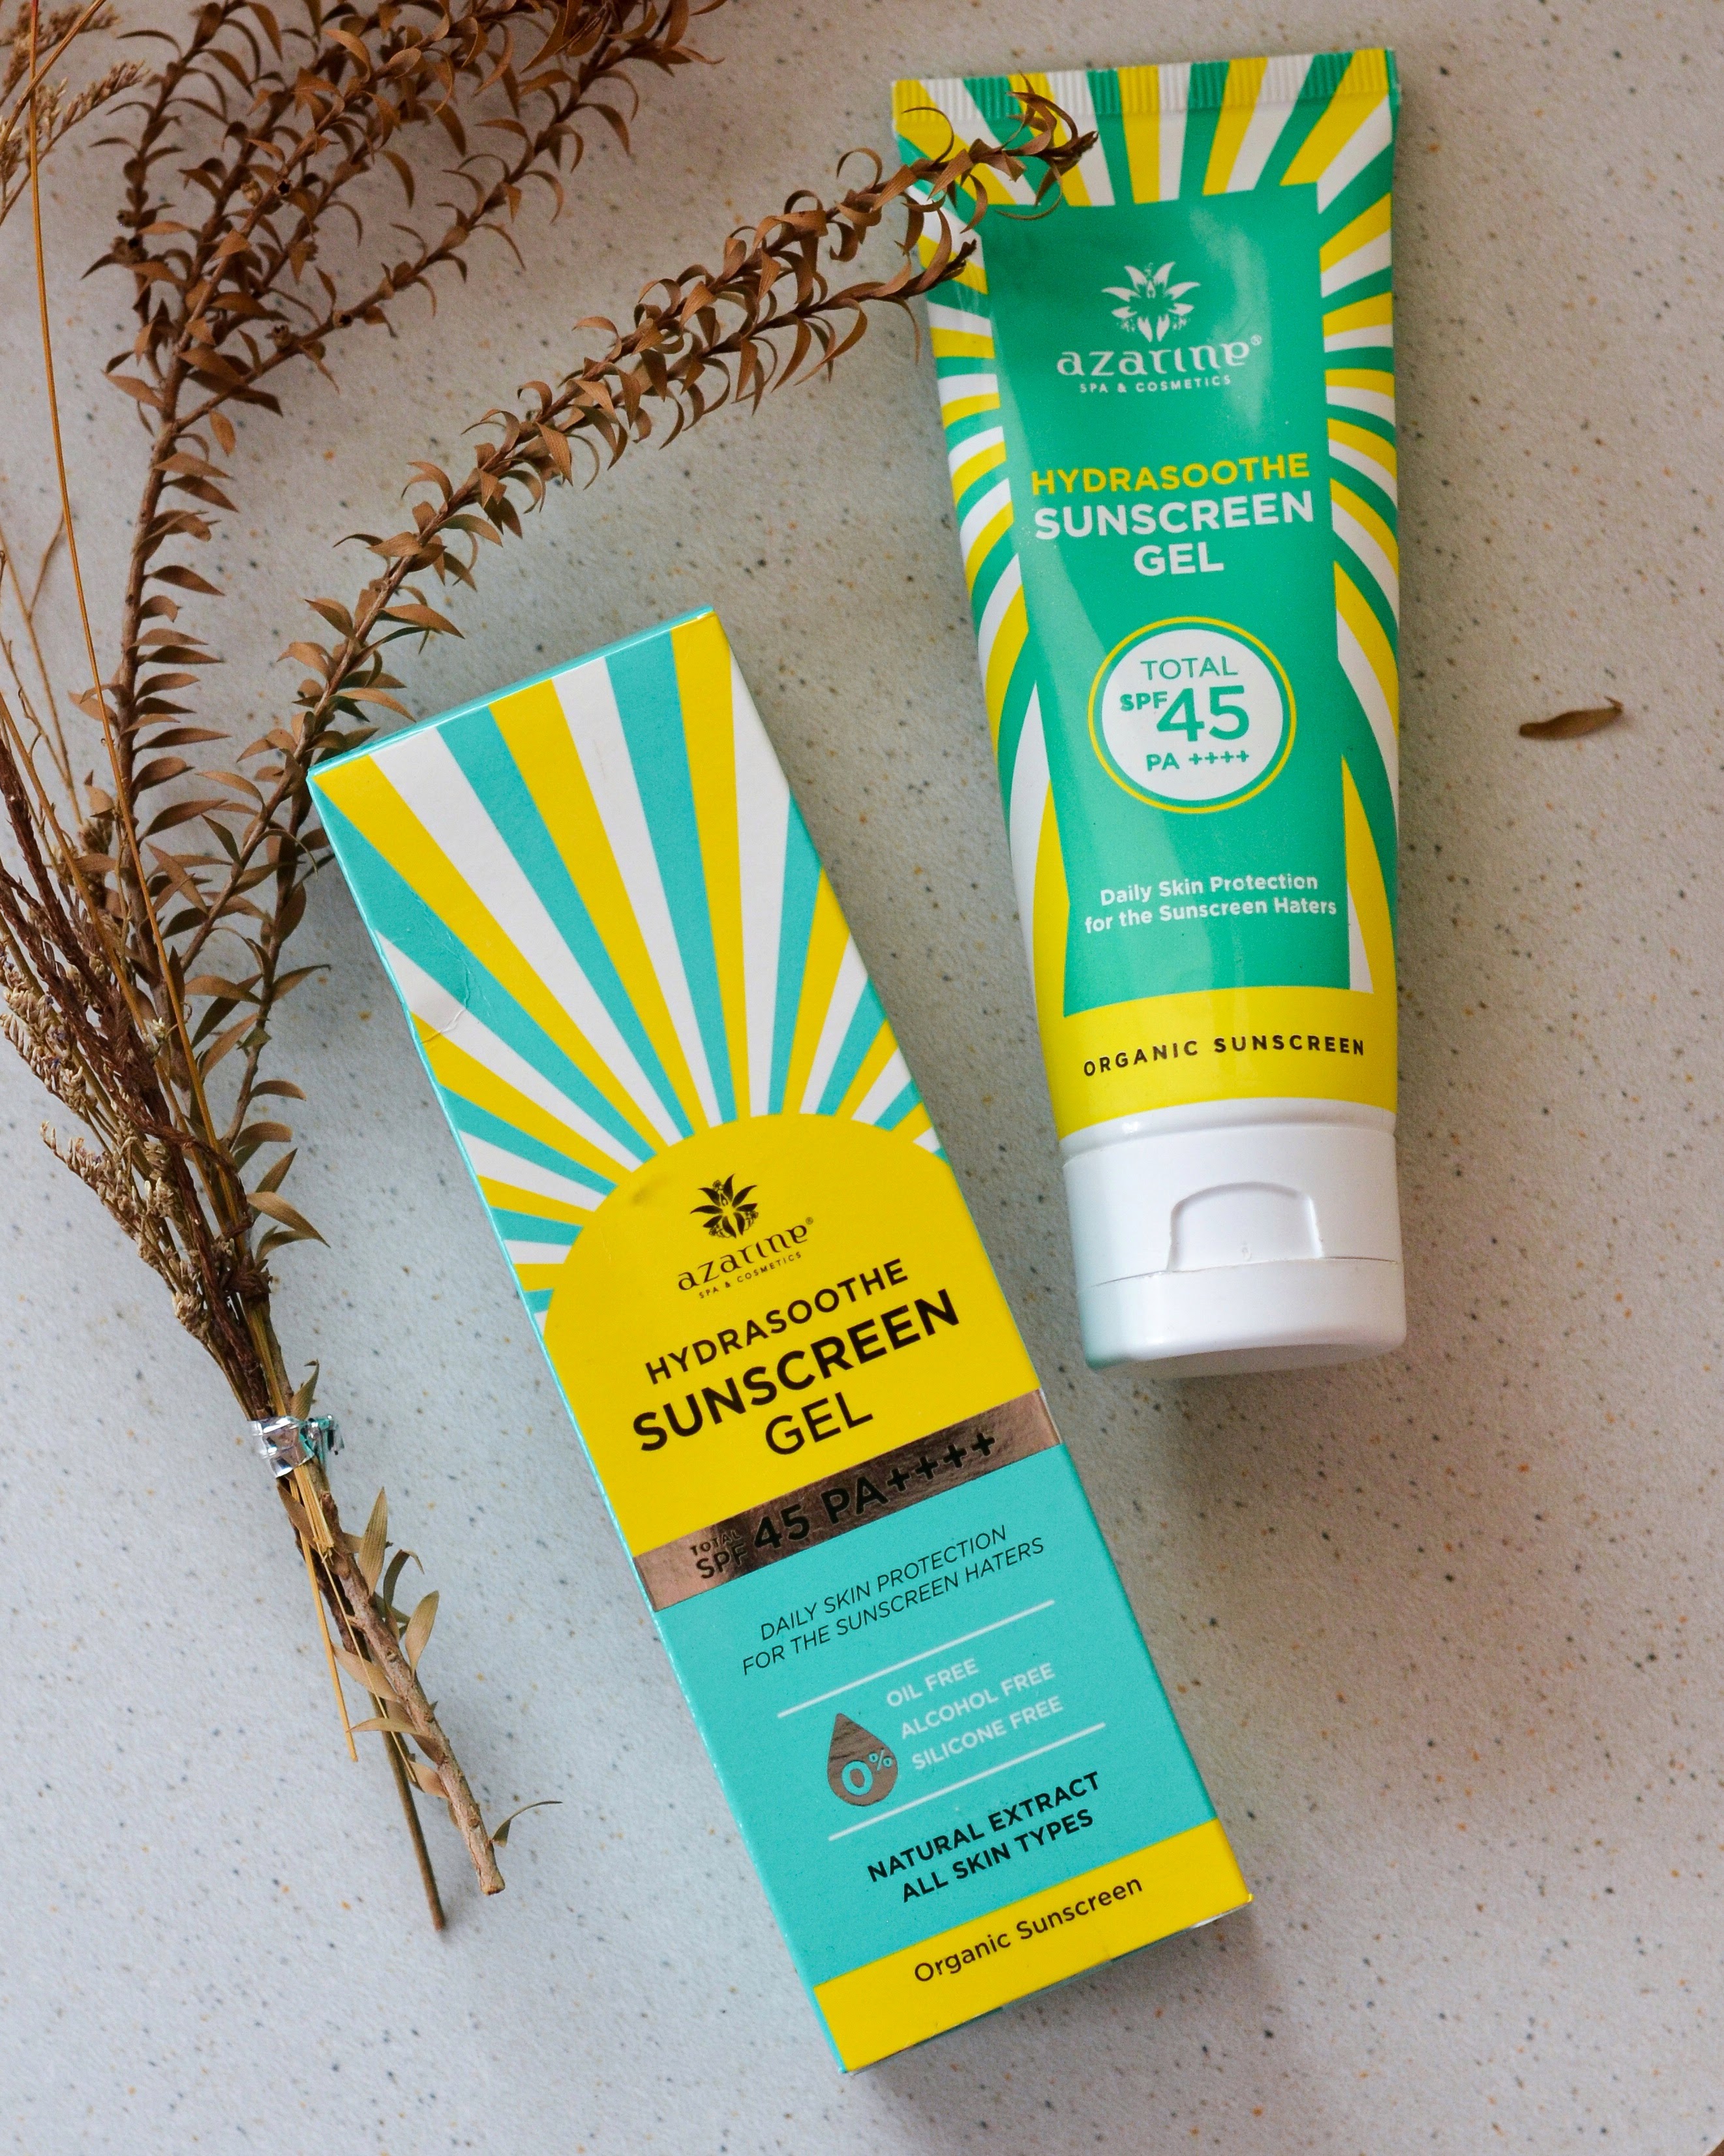 azarine®
SPA & COSMETICS
HYDRASOOTHE
SUNSCREEN
GEL
TOTAL
SPF 45
PA ++++
Daily Skin Protection
for the Sunscreen Haters
ORGANIC SUNSCREEN
azarine®
SPA & COSMETICS
HYDRASOOTHE
SUNSCREEN
GEL
TOTAL
SPF 45 PA++++
DAILY SKIN PROTECTION
FOR THE SUNSCREEN HATERS
0%
OIL FREE
ALCOHOL FREE
SILICONE FREE
NATURAL EXTRACT
ALL SKIN TYPES
Organic Sunscreen